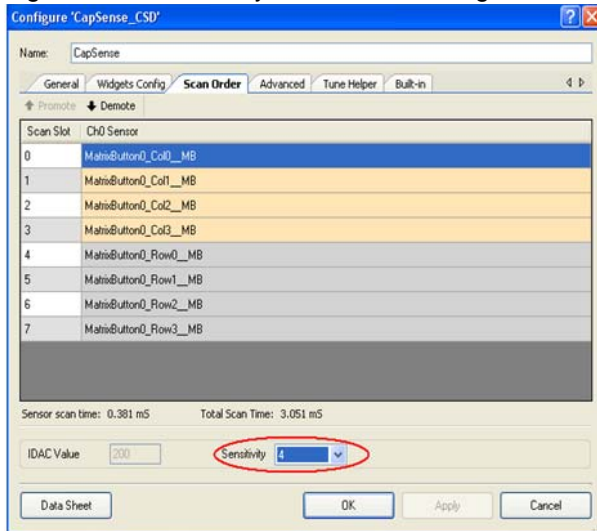 Configure 'CapSense_CSD'
Name: CapSense
General Widgets Config Scan Order Advanced Tune Helper Built-in
Promote Demote
Scan Slot Ch0 Sensor
0 MatrixButton0_Col0__MB
1 MatrixButton0_Col1__MB
2 MatrixButton0_Col2__MB
3 MatrixButton0_Col3__MB
4 MatrixButton0_Row0__MB
5 MatrixButton0_Row1__MB
6 MatrixButton0_Row2__MB
7 MatrixButton0_Row3__MB
Sensor scan time: 0.381 mS Total Scan Time: 3.051 mS
IDAC Value 200 Sensitivity 4
Data Sheet OK Apply Cancel